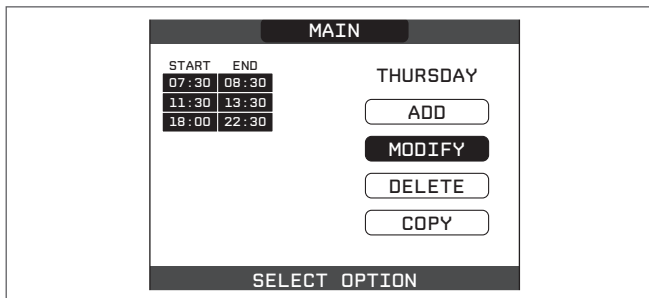 MAIN
START END
07:30 08:30
11:30 13:30
18:00 22:30
THURSDAY
ADD
MODIFY
DELETE
COPY
SELECT OPTION